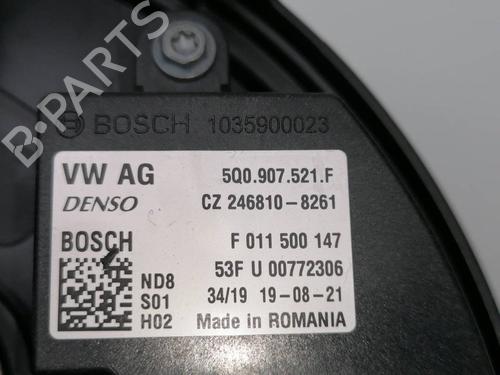 BOSCH 1035900023
B-PARTS
VW AG 5Q0.907.521.F
DENSO CZ 246810-8261
BOSCH F 011 500 147
53F U 00772306
ND8
S01 34/19 19-08-21
H02 Made in ROMANIA